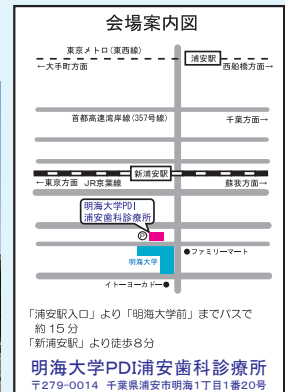 会場案内図
東京メトロ(東西線)
浦安駅
←大手町方面
西船橋方面→
首都高速湾岸線(357号線)
千葉方面→
新浦安駅
←東京方面 JR京葉線
蘇我方面→
明海大学PDI
浦安歯科診療所
P
●ファミリーマート
明海大学
イトーヨーカドー●
「浦安駅入口」より「明海大学前」までバスで
約15分
「新浦安駅」より徒歩8分
明海大学PDI浦安歯科診療所
〒279-0014 千葉県浦安市明海1丁目1番20号